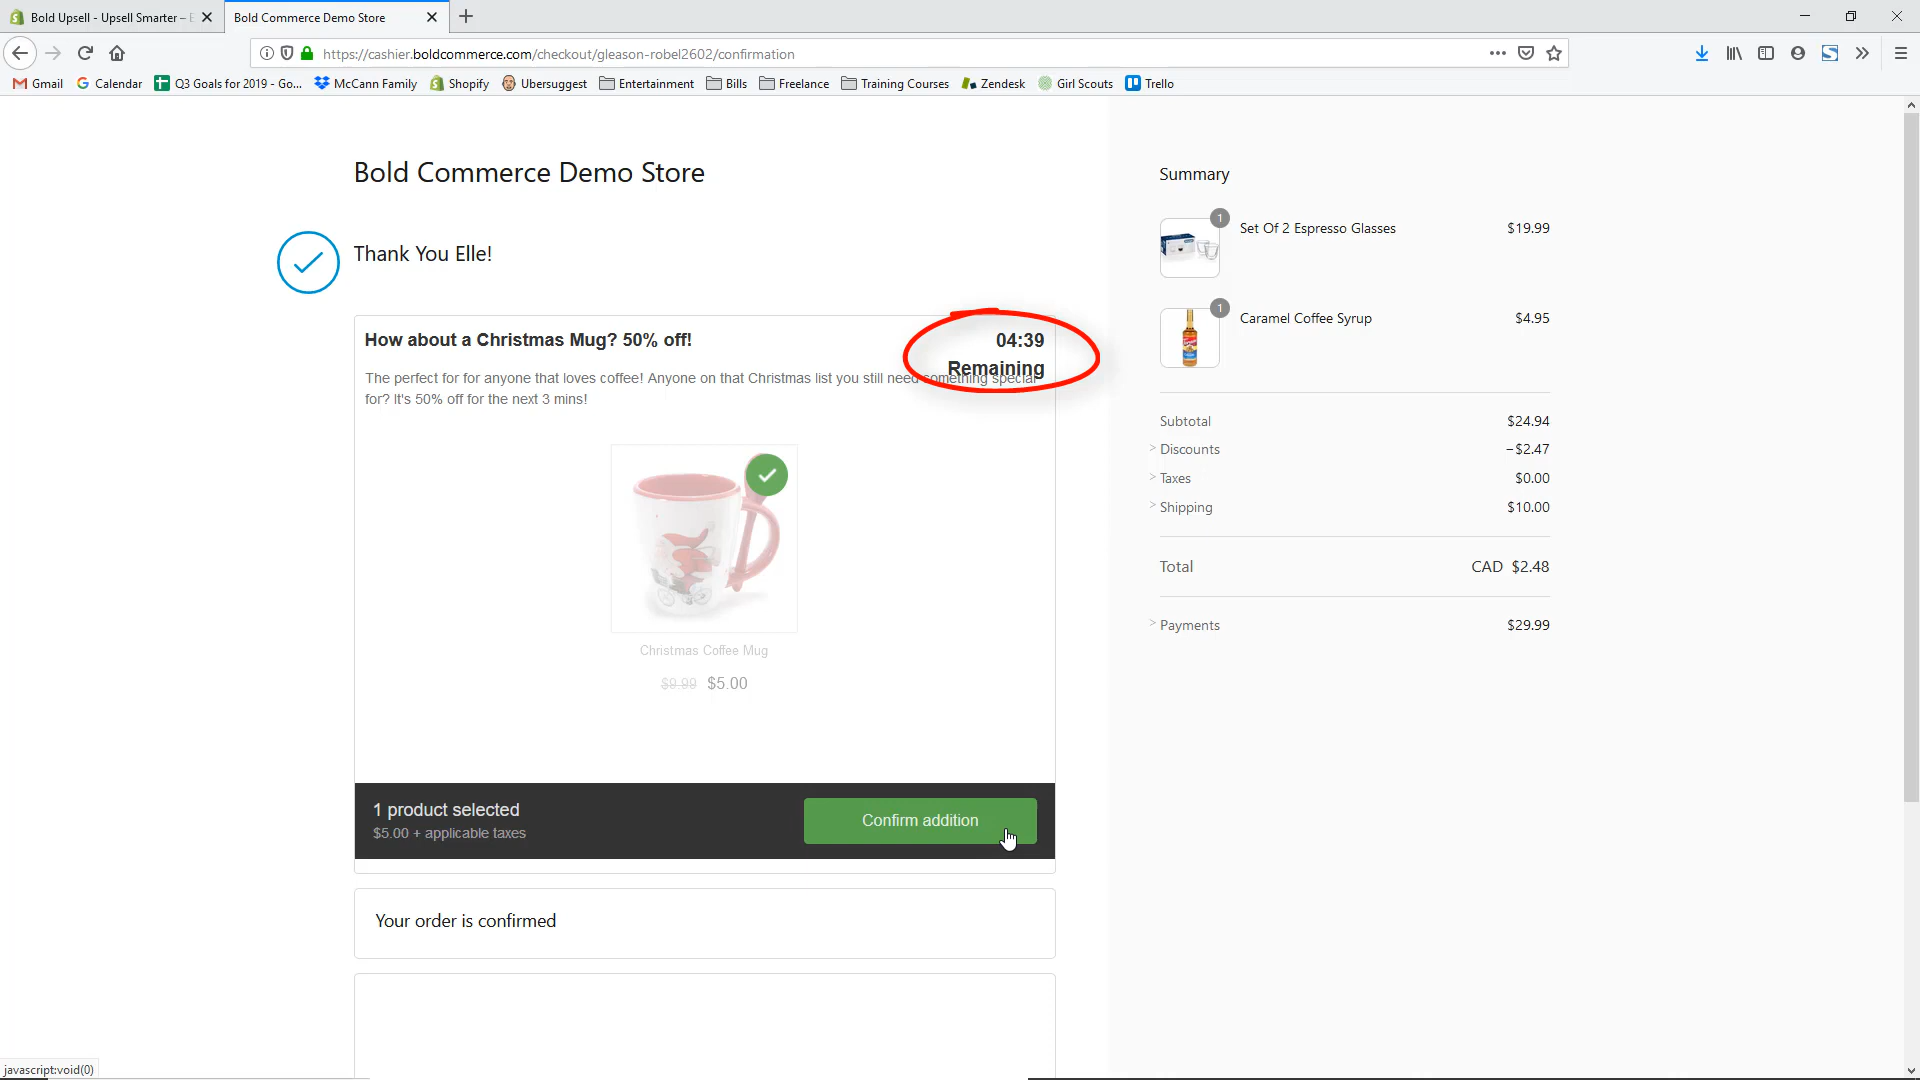 Bold Upsell - Upsell Smarter –
Bold Commerce Demo Store
https://cashier.boldcommerce.com/checkout/gleason-robel2602/confirmation
Gmail
Calendar
Q3 Goals for 2019 - Go...
McCann Family
Shopify
Ubersuggest
Entertainment
Bills
Freelance
Training Courses
Zendesk
Girl Scouts
Trello
Bold Commerce Demo Store
Thank You Elle!
How about a Christmas Mug? 50% off!
04:39
Remaining
The perfect for for anyone that loves coffee! Anyone on that Christmas list you still need something special
for? It's 50% off for the next 3 mins!
Christmas Coffee Mug
$9.99 $5.00
1 product selected
$5.00 + applicable taxes
Confirm addition
Your order is confirmed
Summary
1
Set Of 2 Espresso Glasses $19.99
1
Caramel Coffee Syrup $4.95
Subtotal $24.94
> Discounts –$2.47
> Taxes $0.00
> Shipping $10.00
Total CAD $2.48
> Payments $29.99
javascript:void(0)